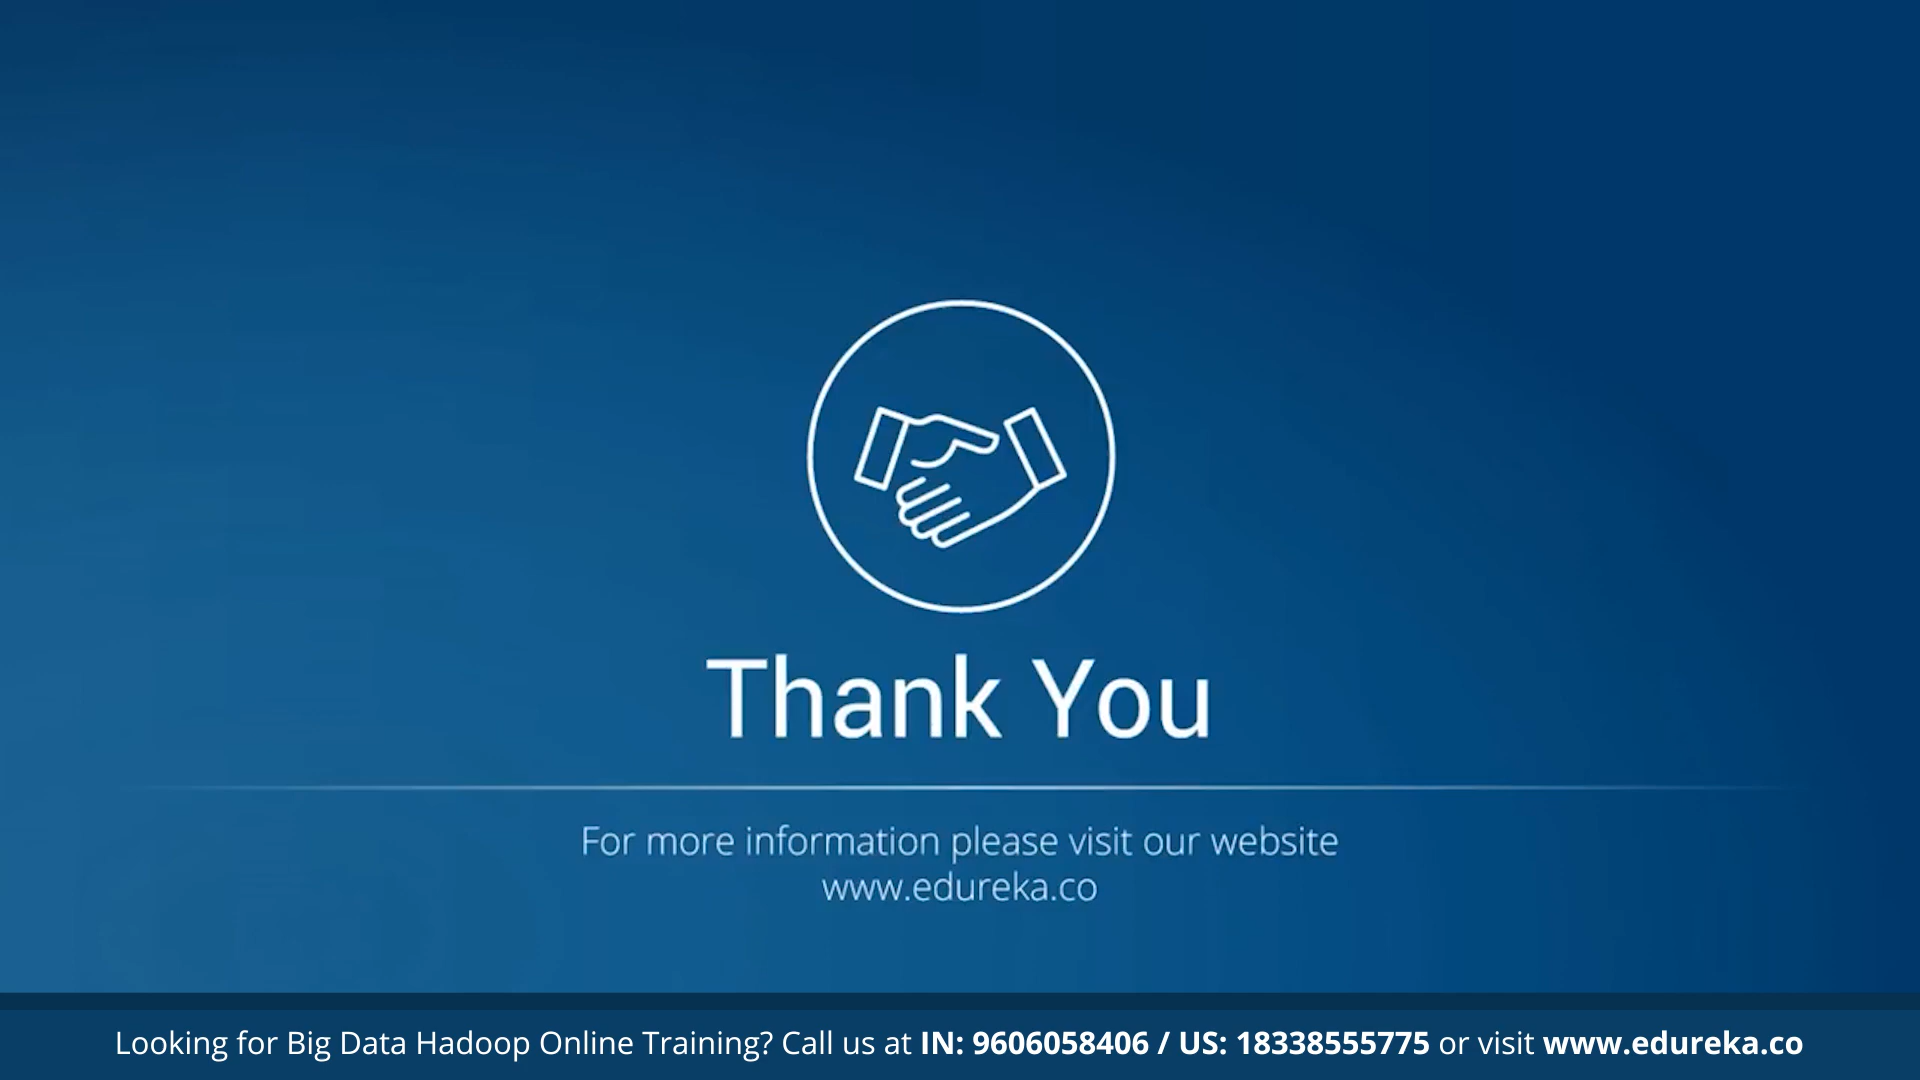 Thank You
For more information please visit our website
www.edureka.co
Looking for Big Data Hadoop Online Training? Call us at IN: 9606058406 / US: 18338555775 or visit www.edureka.co